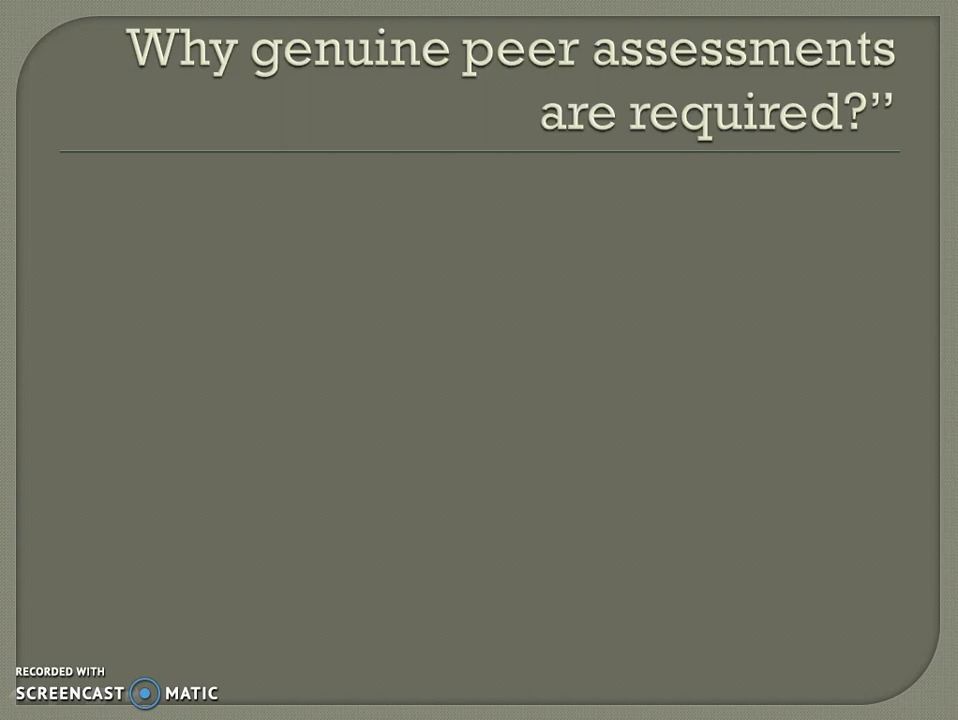 Why genuine peer assessments
are required?”
RECORDED WITH
SCREENCAST MATIC